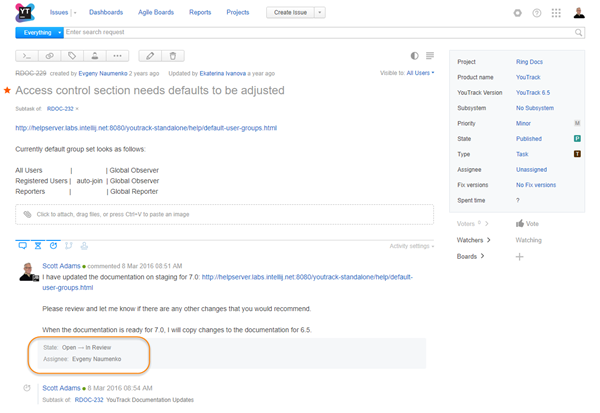 YT
Issues
Dashboards
Agile Boards
Reports
Projects
Create Issue
Everything
Enter search request
RDOC-229 created by Evgeny Naumenko 2 years ago Updated by Ekaterina Ivanova a year ago
Visible to: All Users
Access control section needs defaults to be adjusted
Subtask of: RDOC-232
http://helpserver.labs.intellij.net:8080/youtrack-standalone/help/default-user-groups.html
Currently default group set looks as follows:
All Users | | Global Observer
Registered Users | auto-join | Global Observer
Reporters | | Global Reporter
Click to attach, drag files, or press Ctrl+V to paste an image
Activity settings
Scott Adams commented 8 Mar 2016 08:51 AM
I have updated the documentation on staging for 7.0: http://helpserver.labs.intellij.net:8080/youtrack-standalone/help/default-
user-groups.html
Please review and let me know if there are any other changes that you would recommend.
When the documentation is ready for 7.0, I will copy changes to the documentation for 6.5.
State: Open → In Review
Assignee: Evgeny Naumenko
Scott Adams 8 Mar 2016 08:54 AM
Subtask of: RDOC-232 YouTrack Documentation Updates
Project Ring Docs
Product name YouTrack
YouTrack Version YouTrack 6.5
Subsystem No Subsystem
Priority Minor M
State Published P
Type Task T
Assignee Unassigned
Fix versions No Fix versions
Spent time ?
Voters 0 Vote
Watchers Watching
Boards